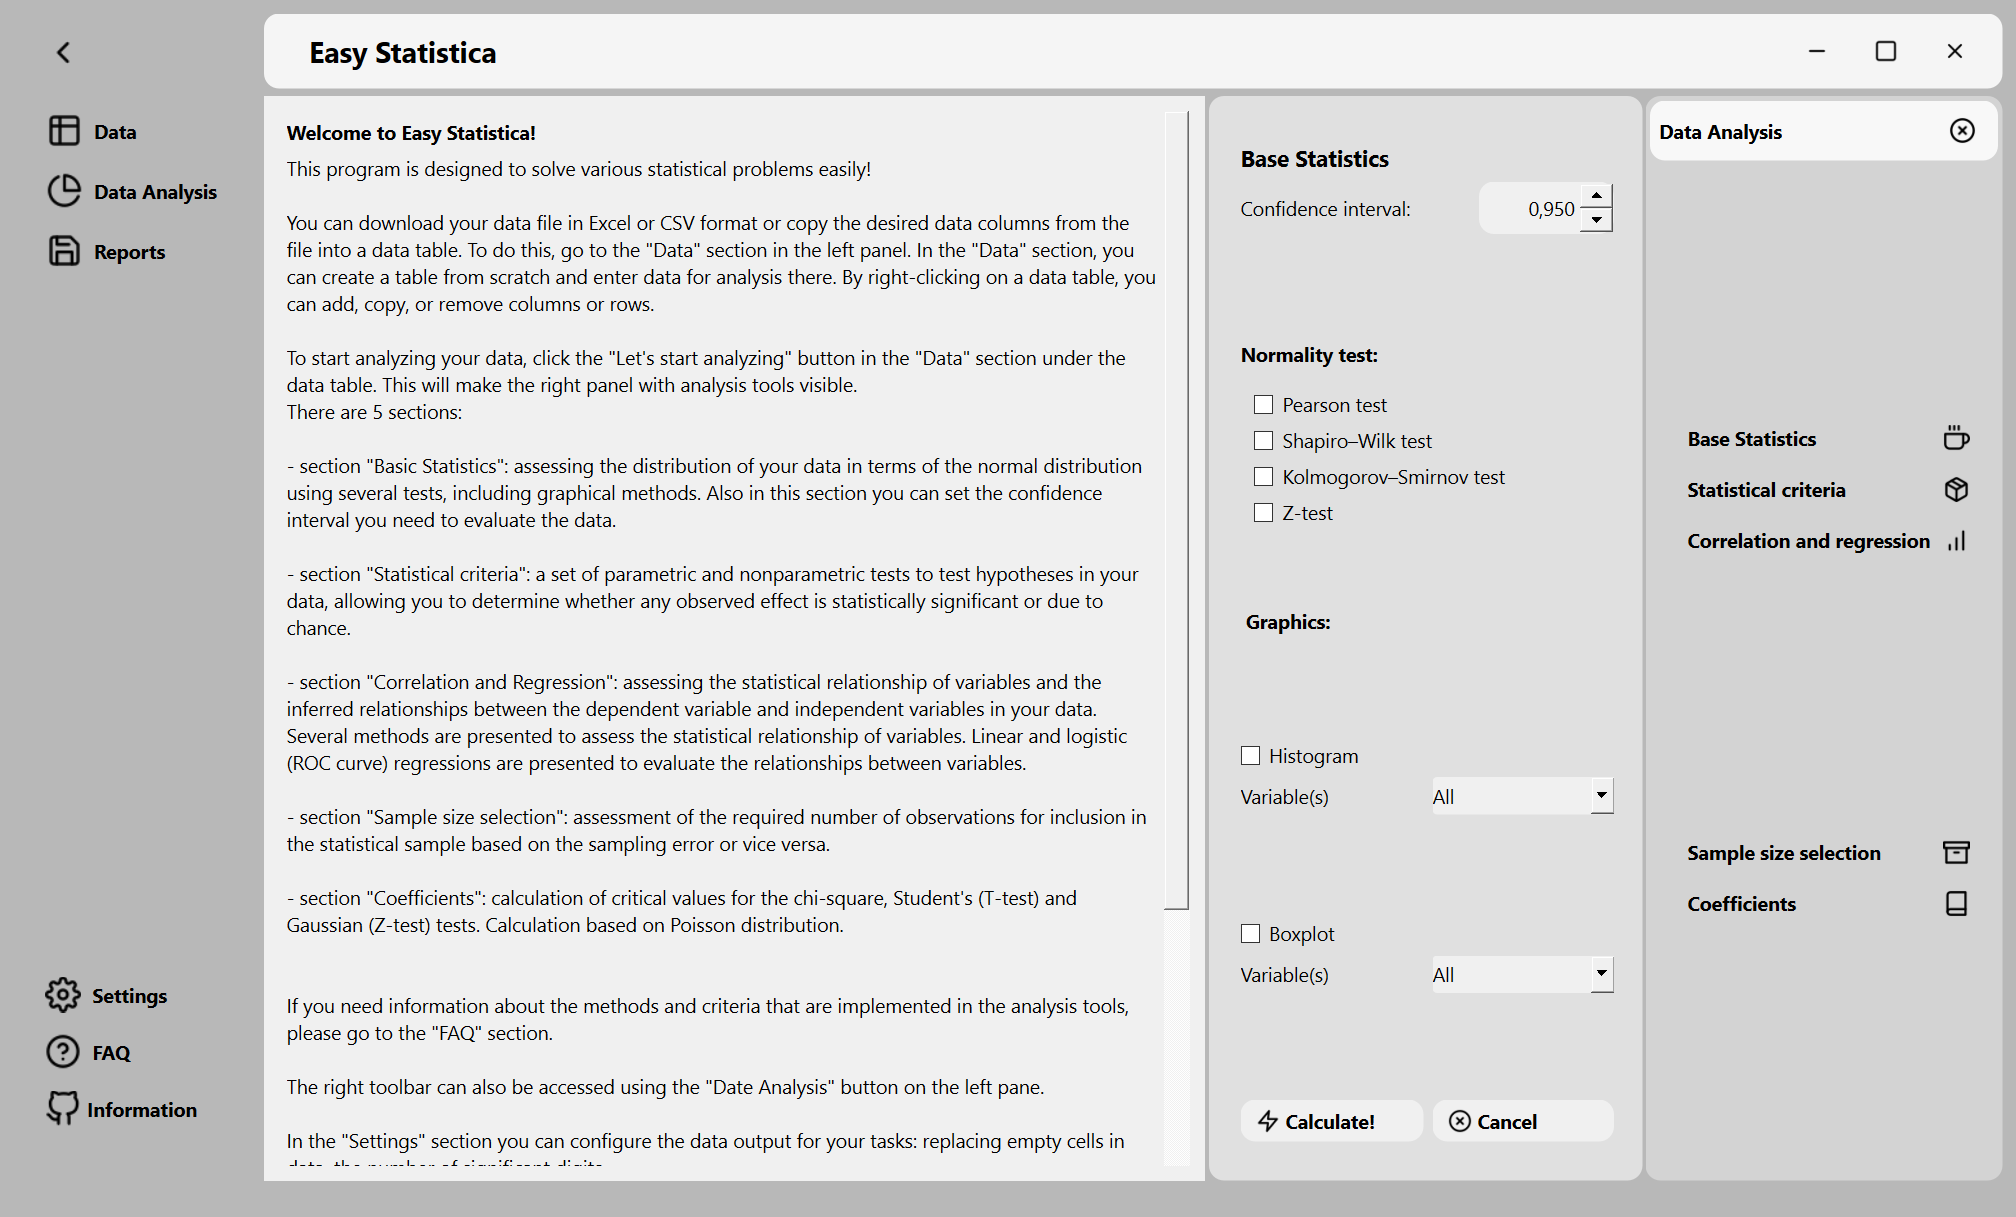 Easy Statistica
Data
Data Analysis
Reports
Settings
FAQ
Information
Welcome to Easy Statistica!
This program is designed to solve various statistical problems easily!
You can download your data file in Excel or CSV format or copy the desired data columns from the
file into a data table. To do this, go to the "Data" section in the left panel. In the "Data" section, you
can create a table from scratch and enter data for analysis there. By right-clicking on a data table, you
can add, copy, or remove columns or rows.
To start analyzing your data, click the "Let's start analyzing" button in the "Data" section under the
data table. This will make the right panel with analysis tools visible.
There are 5 sections:
- section "Basic Statistics": assessing the distribution of your data in terms of the normal distribution
using several tests, including graphical methods. Also in this section you can set the confidence
interval you need to evaluate the data.
- section "Statistical criteria": a set of parametric and nonparametric tests to test hypotheses in your
data, allowing you to determine whether any observed effect is statistically significant or due to
chance.
- section "Correlation and Regression": assessing the statistical relationship of variables and the
inferred relationships between the dependent variable and independent variables in your data.
Several methods are presented to assess the statistical relationship of variables. Linear and logistic
(ROC curve) regressions are presented to evaluate the relationships between variables.
- section "Sample size selection": assessment of the required number of observations for inclusion in
the statistical sample based on the sampling error or vice versa.
- section "Coefficients": calculation of critical values for the chi-square, Student's (T-test) and
Gaussian (Z-test) tests. Calculation based on Poisson distribution.
If you need information about the methods and criteria that are implemented in the analysis tools,
please go to the "FAQ" section.
The right toolbar can also be accessed using the "Date Analysis" button on the left pane.
In the "Settings" section you can configure the data output for your tasks: replacing empty cells in
data, the number of significant digits
Base Statistics
Confidence interval: 0,950
Normality test:
Pearson test
Shapiro–Wilk test
Kolmogorov–Smirnov test
Z-test
Graphics:
Histogram
Variable(s) All
Boxplot
Variable(s) All
Calculate! Cancel
Data Analysis
Base Statistics
Statistical criteria
Correlation and regression
Sample size selection
Coefficients